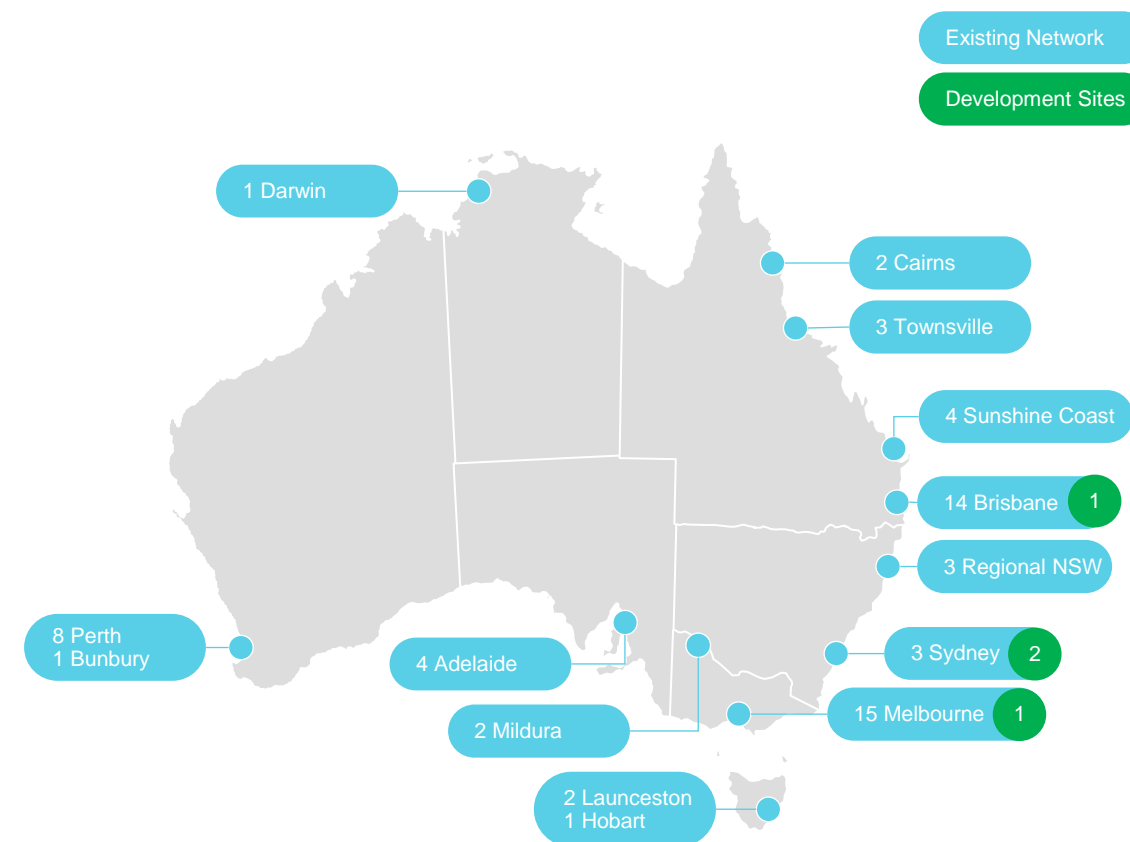 Existing Network
Development Sites
1 Darwin
2 Cairns
3 Townsville
4 Sunshine Coast
14 Brisbane 1
3 Regional NSW
8 Perth
1 Bunbury
4 Adelaide
3 Sydney 2
15 Melbourne 1
2 Mildura
2 Launceston
1 Hobart